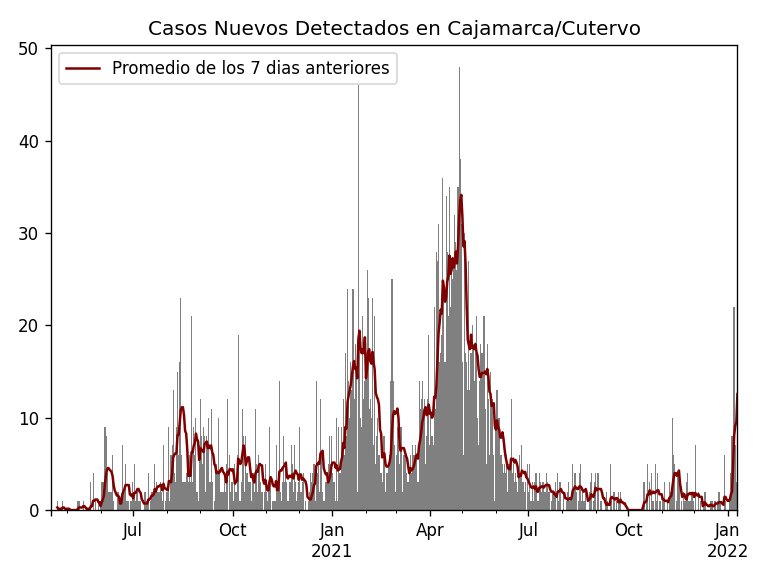 Casos Nuevos Detectados en Cajamarca/Cutervo
Promedio de los 7 dias anteriores
50
40
30
20
10
0
Jul
Oct
Jan
2021
Apr
Jul
Oct
Jan
2022